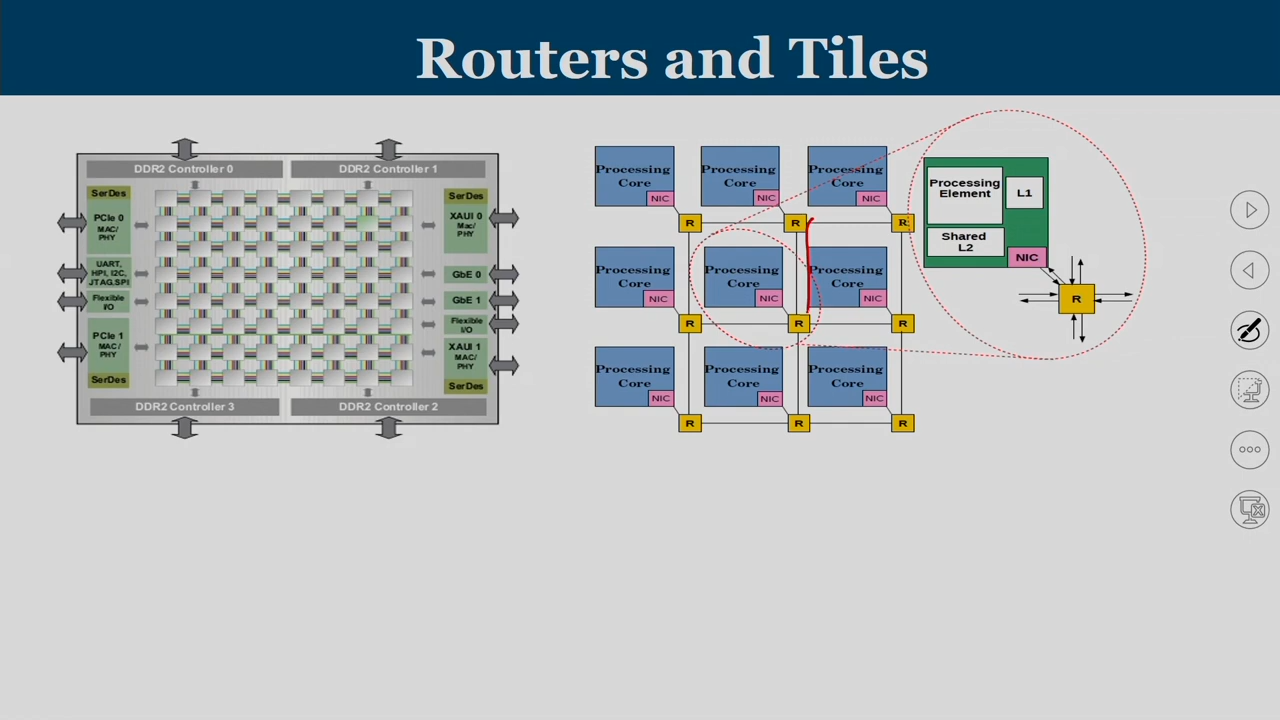 Routers and Tiles
DDR2 Controller 0
DDR2 Controller 1
SerDes
PCIe 0
MAC/
PHY
UART,
HPI, I2C,
JTAG,SPI
Flexible
I/O
PCIe 1
MAC/
PHY
SerDes
SerDes
XAUI 0
Mac/
PHY
GbE 0
GbE 1
Flexible
I/O
XAUI 1
MAC/
PHY
SerDes
DDR2 Controller 3
DDR2 Controller 2
Processing
Core
NIC
Processing
Core
NIC
Processing
Core
NIC
R
R
R
Processing
Core
NIC
Processing
Core
NIC
Processing
Core
NIC
R
R
R
Processing
Core
NIC
Processing
Core
NIC
Processing
Core
NIC
R
R
R
Processing
Element
L1
Shared
L2
NIC
R